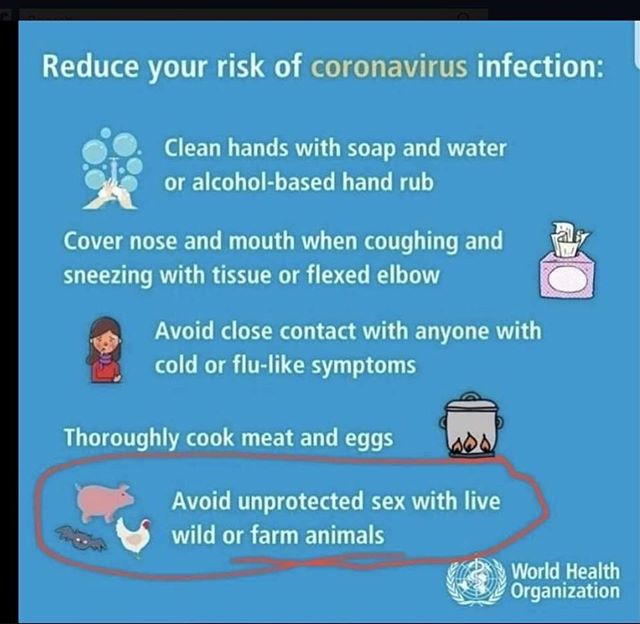 Reduce your risk of coronavirus infection:
Clean hands with soap and water
or alcohol-based hand rub
Cover nose and mouth when coughing and
sneezing with tissue or flexed elbow
Avoid close contact with anyone with
cold or flu-like symptoms
Thoroughly cook meat and eggs
Avoid unprotected sex with live
wild or farm animals
World Health
Organization